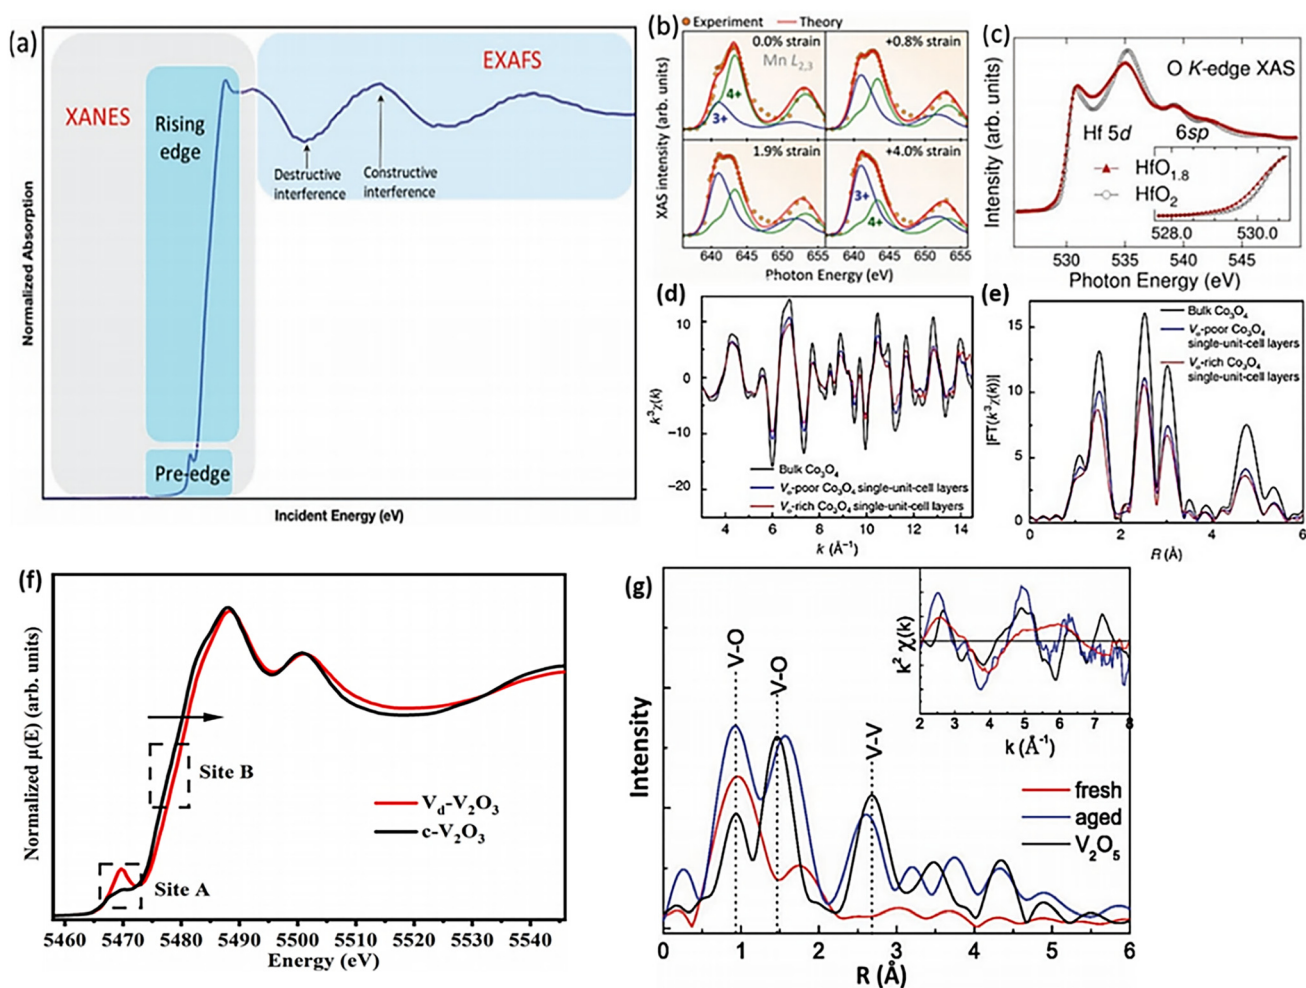 (a)
XANES
EXAFS
Rising
edge
Pre-edge
Destructive
interference
Constructive
interference
Normalized Absorption
Incident Energy (eV)
(b)
Experiment
Theory
0.0% strain
Mn L2,3
4+
3+
+0.8% strain
1.9% strain
+4.0% strain
3+
4+
XAS intensity (arb. units)
640 645 650 655 640 645 650 655
Photon Energy (eV)
(c)
O K-edge XAS
Hf 5d
6sp
HfO1.8
HfO2
528.0 530.0
Intensity (arb. units)
530 535 540 545
Photon Energy (eV)
(d)
10
0
−10
−20
k³χ(k)
Bulk Co3O4
Vo-poor Co3O4 single-unit-cell layers
Vo-rich Co3O4 single-unit-cell layers
4 6 8 10 12 14
k (Å⁻¹)
(e)
15
10
5
0
|FT(k³χ(k))|
Bulk Co3O4
Vo-poor Co3O4
single-unit-cell layers
Vo-rich Co3O4
single-unit-cell layers
0 2 4 6
R (Å)
(f)
Normalized μ(E) (arb. units)
Site B
Site A
Vd-V2O3
c-V2O3
5460 5470 5480 5490 5500 5510 5520 5530 5540
Energy (eV)
(g)
Intensity
V-O
V-O
V-V
k² χ(k)
2 3 4 5 6 7 8
k (Å⁻¹)
fresh
aged
V2O5
0 1 2 3 4 5 6
R (Å)